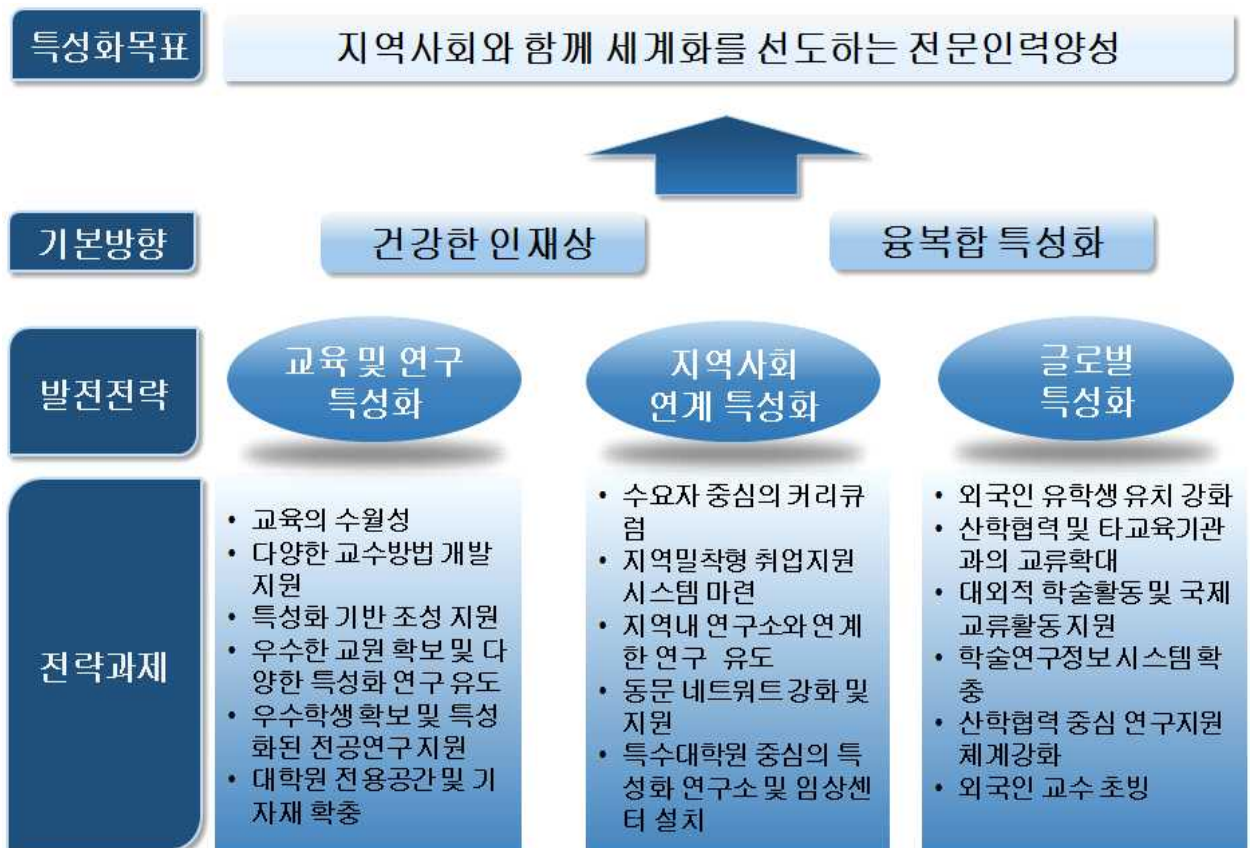 특성화목표
지역사회와 함께 세계화를 선도하는 전문인력양성
기본방향
건강한 인재상
융복합 특성화
발전전략
교육 및 연구
특성화
지역사회
연계 특성화
글로벌
특성화
전략과제
• 교육의 수월성
• 다양한 교수방법 개발
지원
• 특성화 기반 조성 지원
• 우수한 교원 확보 및 다
양한 특성화 연구 유도
• 우수학생 확보 및 특성
화된 전공연구 지원
• 대학원 전용공간 및 기
자재 확충
• 수요자 중심의 커리큐
럼
• 지역밀착형 취업지원
시스템 마련
• 지역내 연구소와 연계
한 연구 유도
• 동문 네트워트 강화 및
지원
• 특수대학원 중심의 특
성화 연구소 및 임상센
터 설치
• 외국인 유학생 유치 강화
• 산학협력 및 타교육기관
과의 교류확대
• 대외적 학술활동 및 국제
교류활동 지원
• 학술연구정보 시스템 확
충
• 산학협력 중심 연구지원
체계강화
• 외국인 교수 초빙